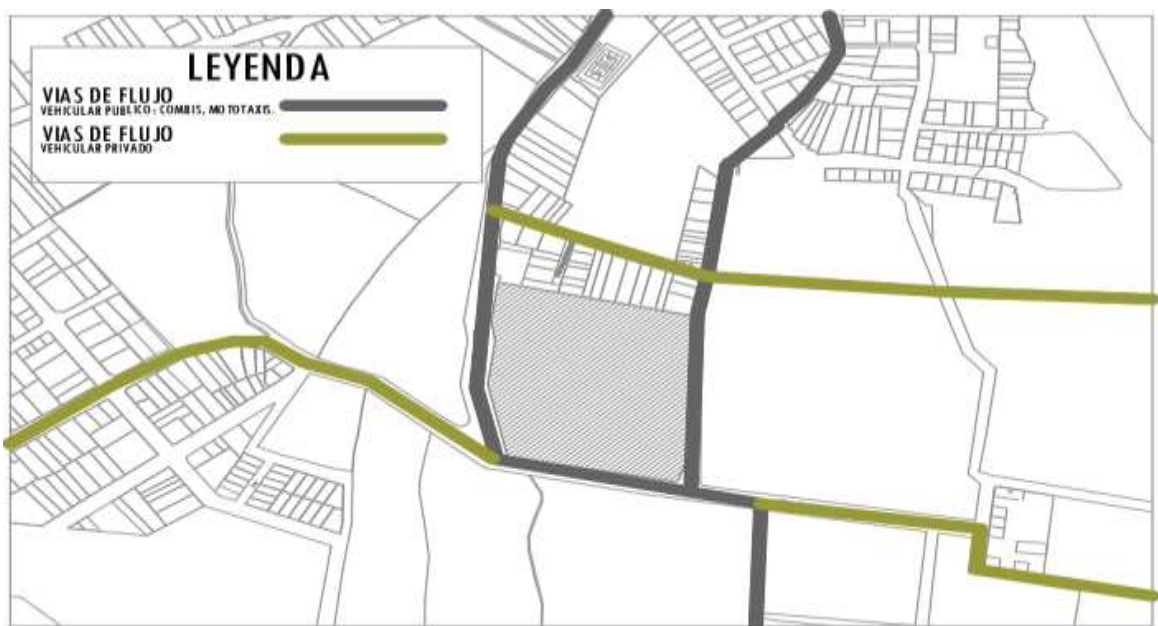 LEYENDA
VIAS DE FLUJO
VEHICULAR PUBLICO : COMBIS, MOTOTAXIS.
VIAS DE FLUJO
VEHICULAR PRIVADO